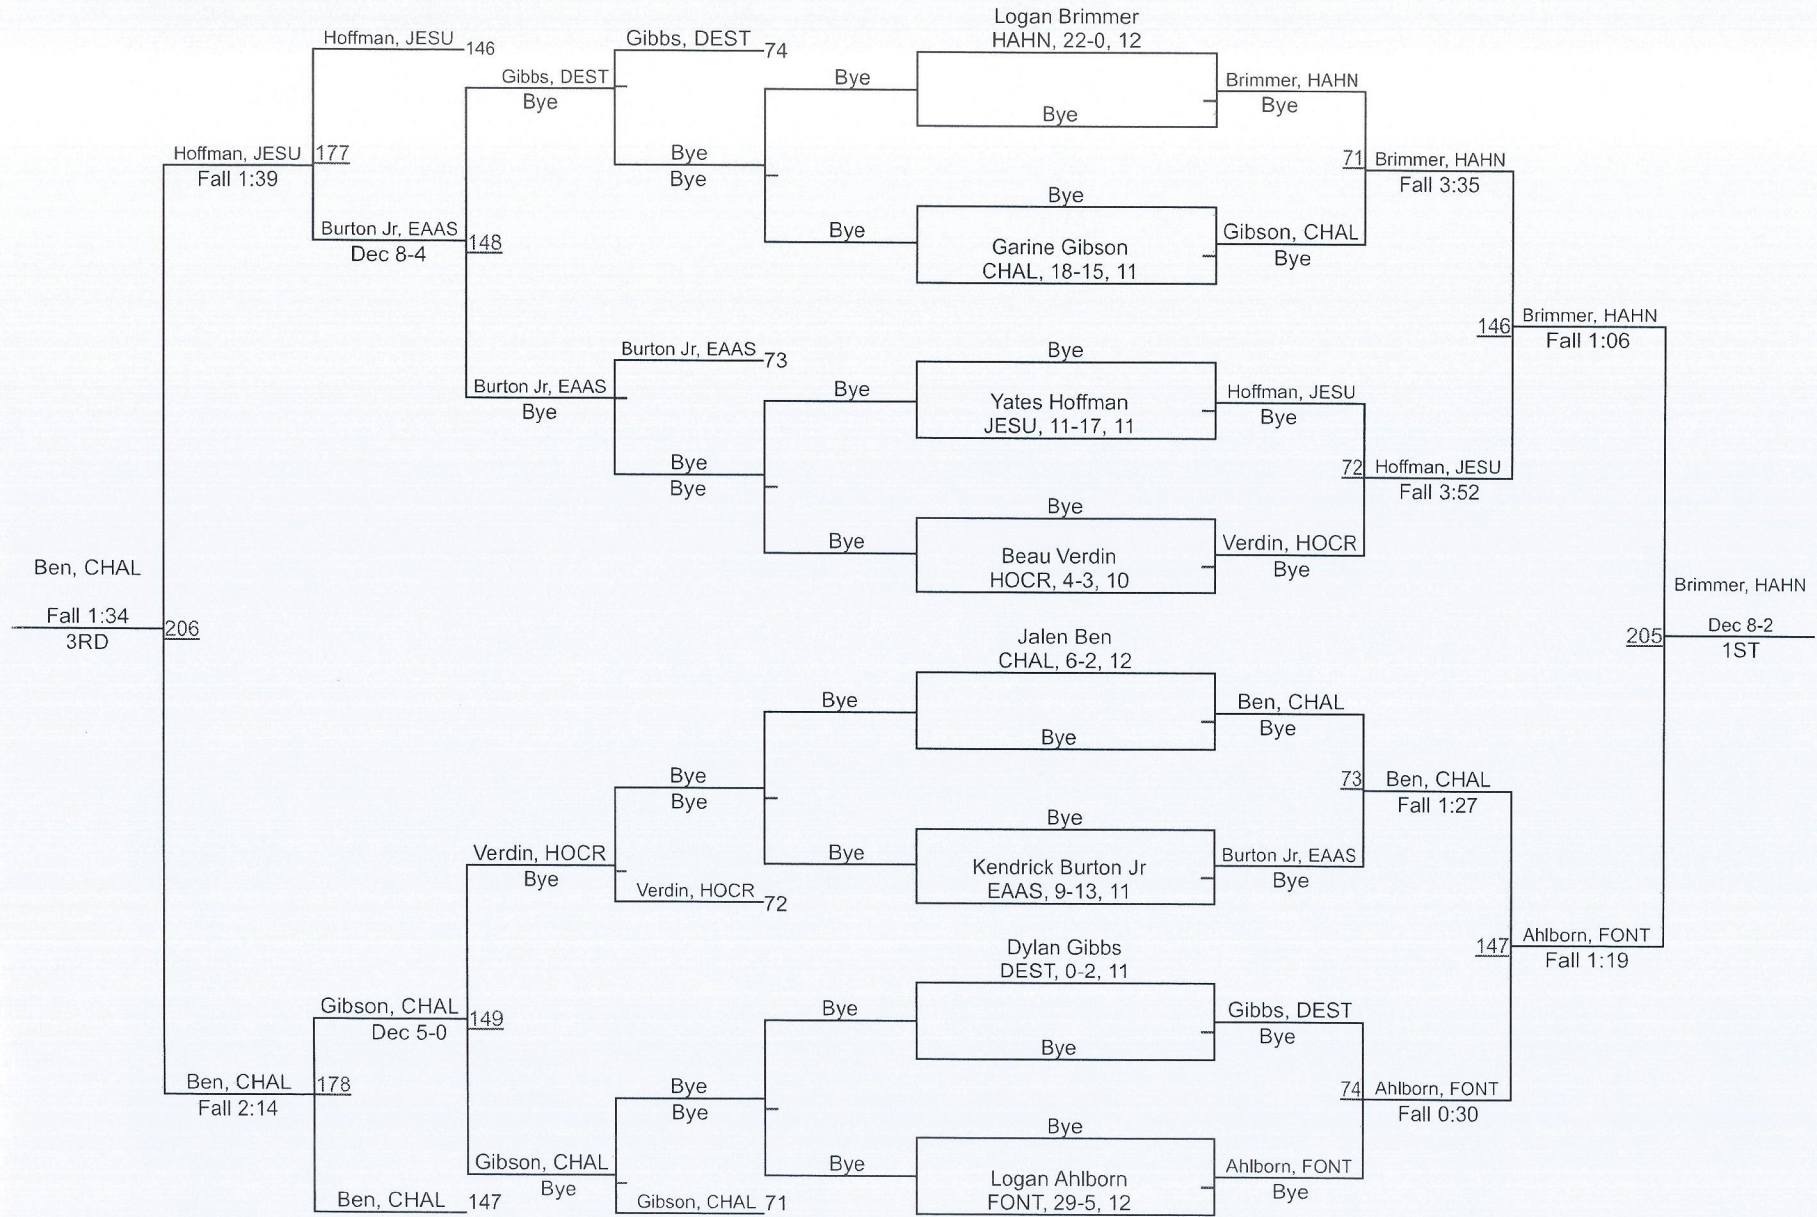 Logan Brimmer
HAHN, 22-0, 12
Hoffman, JESU 146
Gibbs, DEST 74
Gibbs, DEST
Bye
Bye
Bye
Brimmer, HAHN
Bye
Hoffman, JESU 177
Fall 1:39
Bye
Bye
71 Brimmer, HAHN
Fall 3:35
Bye
Burton Jr, EAAS 148
Dec 8-4
Bye
Garine Gibson
CHAL, 18-15, 11
Gibson, CHAL
Bye
146 Brimmer, HAHN
Fall 1:06
Burton Jr, EAAS 73
Bye
Burton Jr, EAAS
Bye
Bye
Yates Hoffman
JESU, 11-17, 11
Hoffman, JESU
Bye
Bye
Bye
72 Hoffman, JESU
Fall 3:52
Bye
Bye
Beau Verdin
HOCR, 4-3, 10
Verdin, HOCR
Bye
Ben, CHAL
Fall 1:34
3RD
206
Brimmer, HAHN
205
Dec 8-2
1ST
Jalen Ben
CHAL, 6-2, 12
Bye
Bye
Ben, CHAL
Bye
Bye
Bye
73 Ben, CHAL
Fall 1:27
Bye
Verdin, HOCR
Bye
Bye
Kendrick Burton Jr
EAAS, 9-13, 11
Burton Jr, EAAS
Bye
Verdin, HOCR 72
147 Ahlborn, FONT
Fall 1:19
Dylan Gibbs
DEST, 0-2, 11
Gibson, CHAL 149
Dec 5-0
Bye
Bye
Gibbs, DEST
Bye
Ben, CHAL 178
Fall 2:14
Bye
Bye
74 Ahlborn, FONT
Fall 0:30
Bye
Gibson, CHAL
Bye
Bye
Logan Ahlborn
FONT, 29-5, 12
Ahlborn, FONT
Bye
Ben, CHAL 147
Gibson, CHAL 71